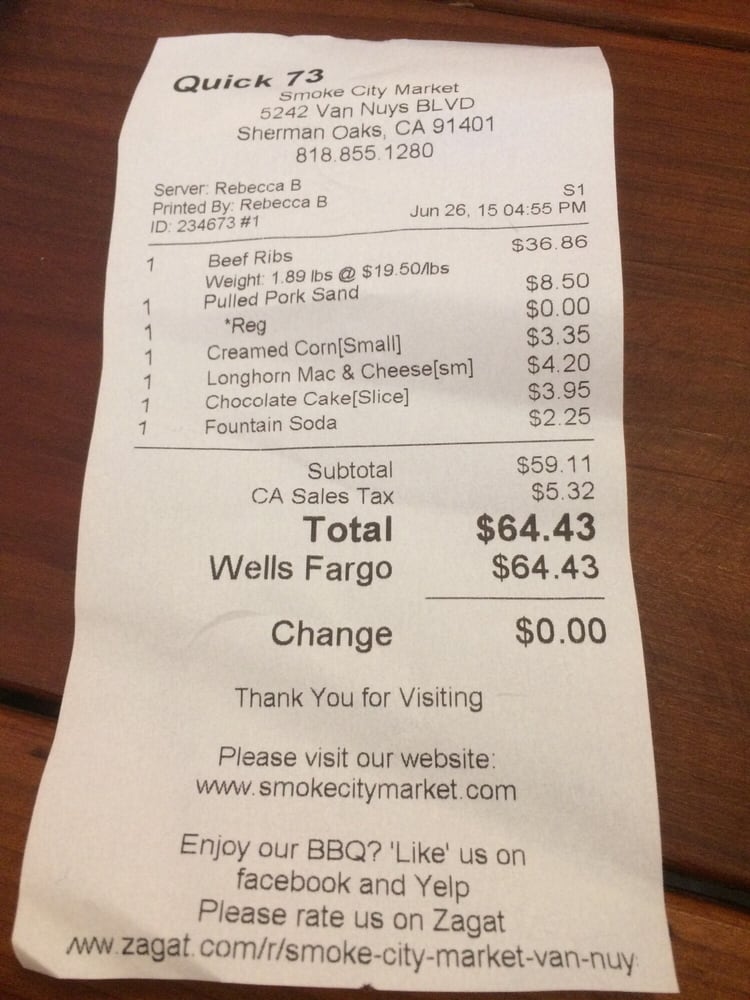 Quick 73
Smoke City Market
5242 Van Nuys BLVD
Sherman Oaks, CA 91401
818.855.1280
Server: Rebecca B
Printed By: Rebecca B S1
ID: 234673 #1 Jun 26, 15 04:55 PM
1 Beef Ribs $36.86
Weight: 1.89 lbs @ $19.50/lbs
1 Pulled Pork Sand $8.50
1 *Reg $0.00
1 Creamed Corn[Small] $3.35
1 Longhorn Mac & Cheese[sm] $4.20
1 Chocolate Cake[Slice] $3.95
1 Fountain Soda $2.25
Subtotal $59.11
CA Sales Tax $5.32
Total $64.43
Wells Fargo $64.43
Change $0.00
Thank You for Visiting
Please visit our website:
www.smokecitymarket.com
Enjoy our BBQ? 'Like' us on
facebook and Yelp
Please rate us on Zagat
www.zagat.com/r/smoke-city-market-van-nuy